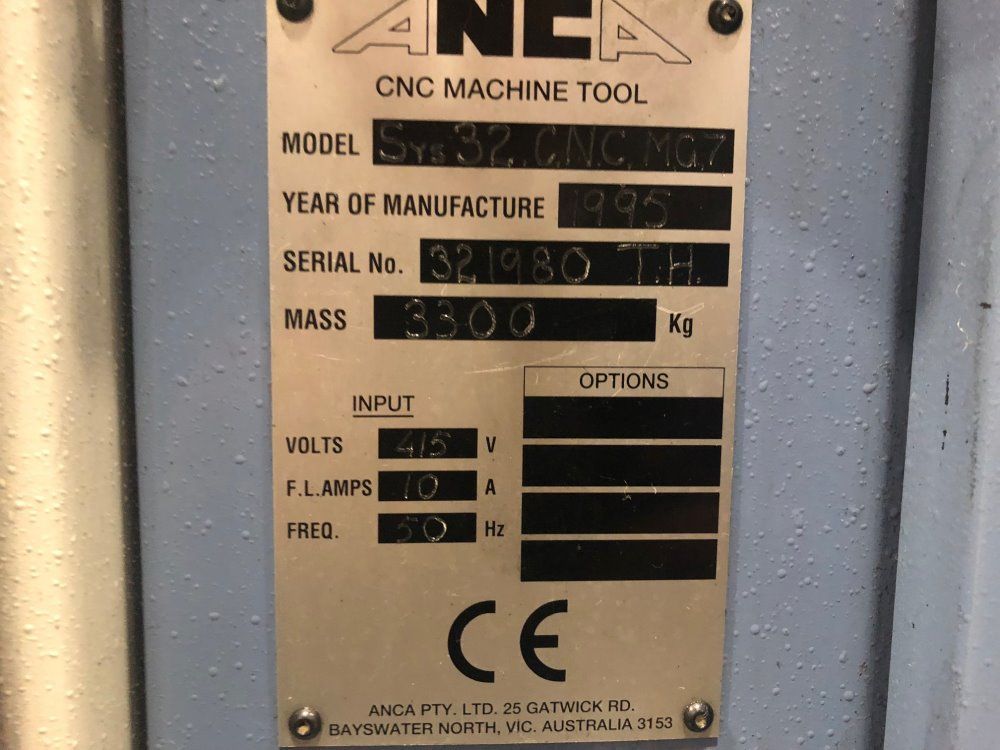 ANCA
CNC MACHINE TOOL
MODEL Sys 32. C.N.C. MG7
YEAR OF MANUFACTURE 1995
SERIAL No. 321980 T.H.
MASS 3300 Kg
INPUT
VOLTS 415 V
F.L.AMPS 10 A
FREQ. 50 Hz
OPTIONS
CE
ANCA PTY. LTD. 25 GATWICK RD.
BAYSWATER NORTH, VIC. AUSTRALIA 3153